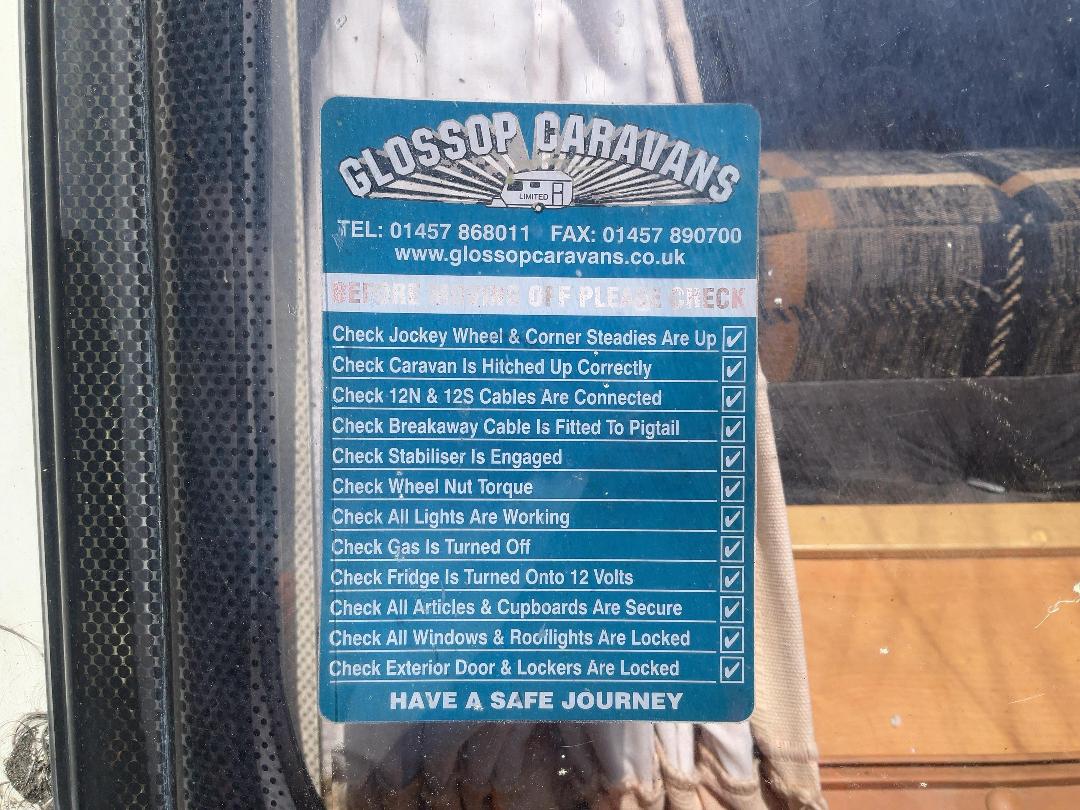 GLOSSOP CARAVANS
LIMITED
TEL: 01457 868011 FAX: 01457 890700
www.glossopcaravans.co.uk
BEFORE MOVING OFF PLEASE CHECK
Check Jockey Wheel & Corner Steadies Are Up ✔
Check Caravan Is Hitched Up Correctly ✔
Check 12N & 12S Cables Are Connected ✔
Check Breakaway Cable Is Fitted To Pigtail ✔
Check Stabiliser Is Engaged ✔
Check Wheel Nut Torque ✔
Check All Lights Are Working ✔
Check Gas Is Turned Off ✔
Check Fridge Is Turned Onto 12 Volts ✔
Check All Articles & Cupboards Are Secure ✔
Check All Windows & Rooflights Are Locked ✔
Check Exterior Door & Lockers Are Locked ✔
HAVE A SAFE JOURNEY